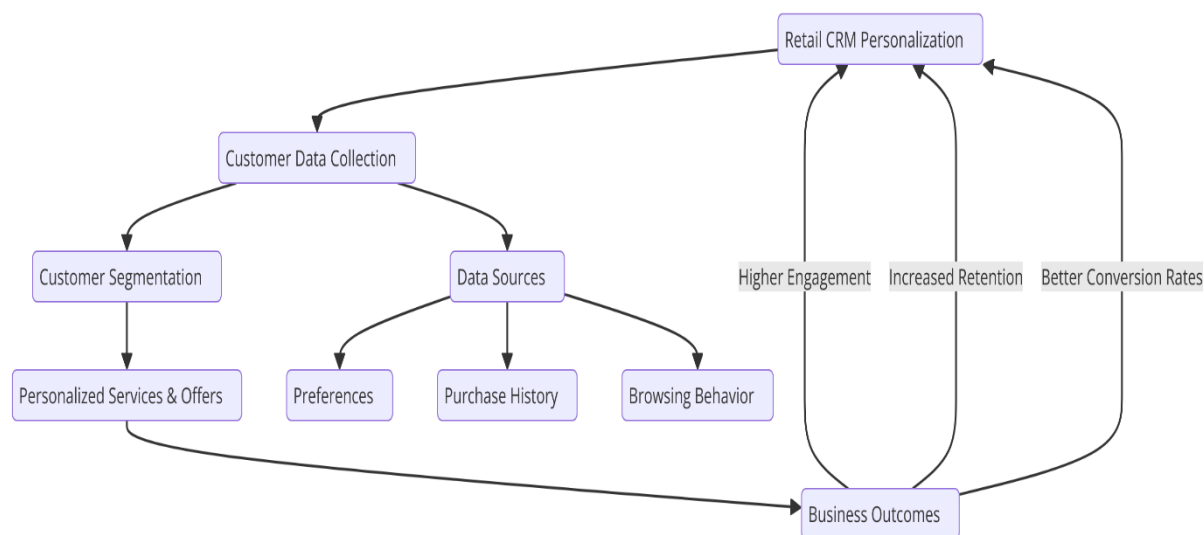 Retail CRM Personalization
Customer Data Collection
Customer Segmentation
Data Sources
Higher Engagement
Increased Retention
Better Conversion Rates
Personalized Services & Offers
Preferences
Purchase History
Browsing Behavior
Business Outcomes